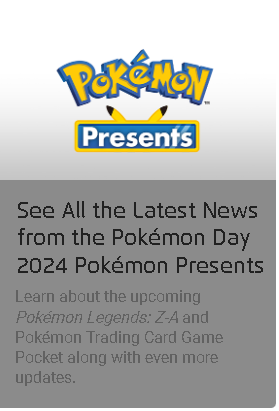 POKéMON
Presents
See All the Latest News
from the Pokémon Day
2024 Pokémon Presents
Learn about the upcoming
Pokémon Legends: Z-A and
Pokémon Trading Card Game
Pocket along with even more
updates.